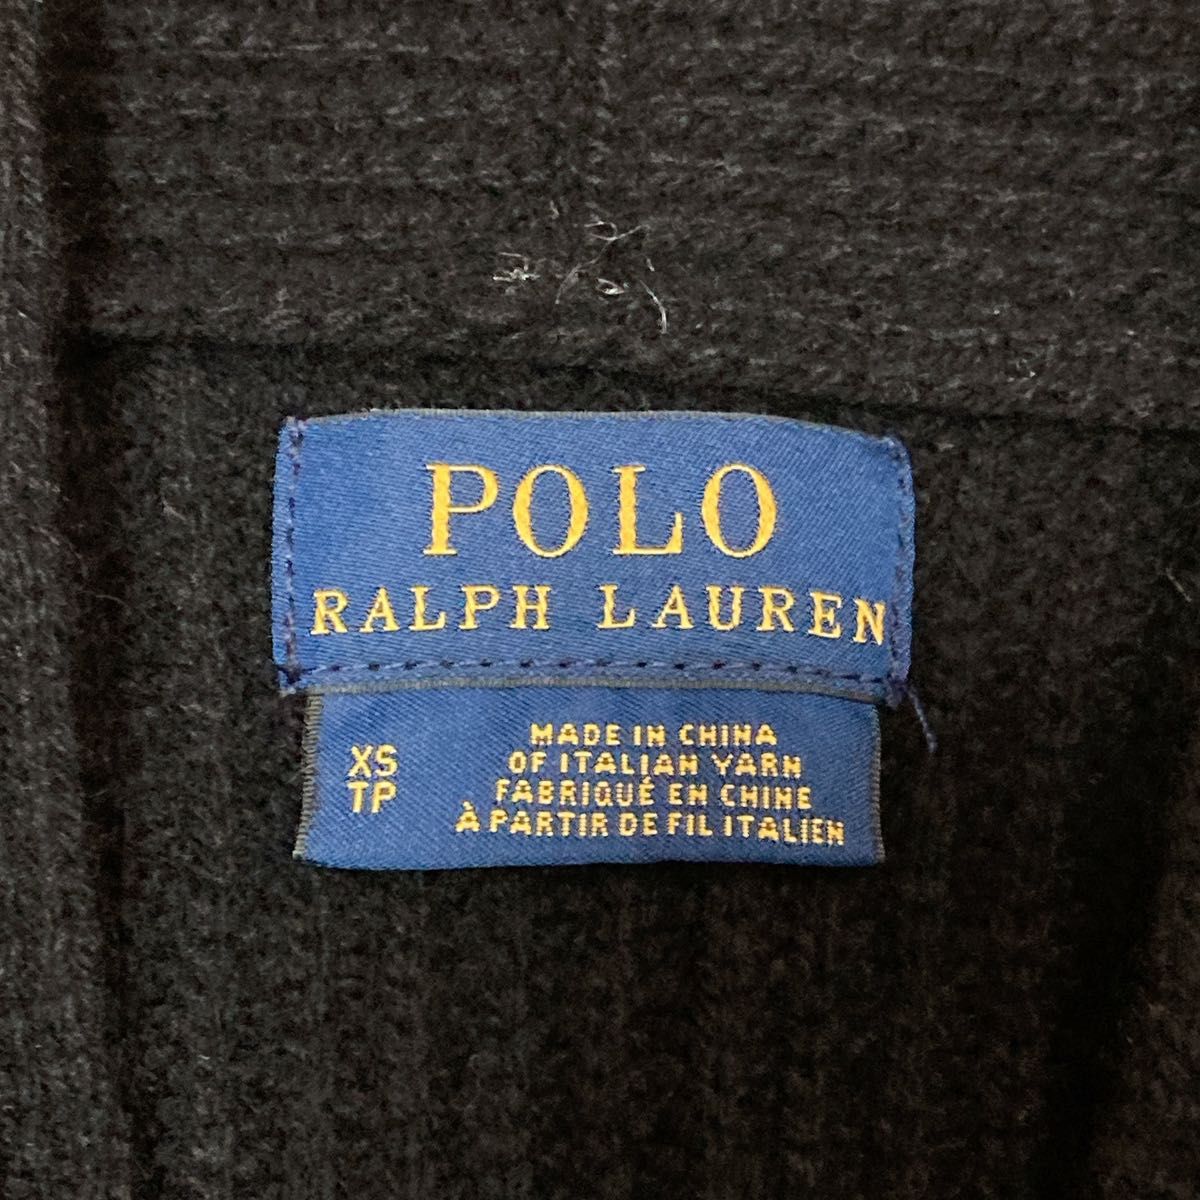 POLO
RALPH LAUREN
XS
TP
MADE IN CHINA
OF ITALIAN YARN
FABRIQUÉ EN CHINE
À PARTIR DE FIL ITALIEN